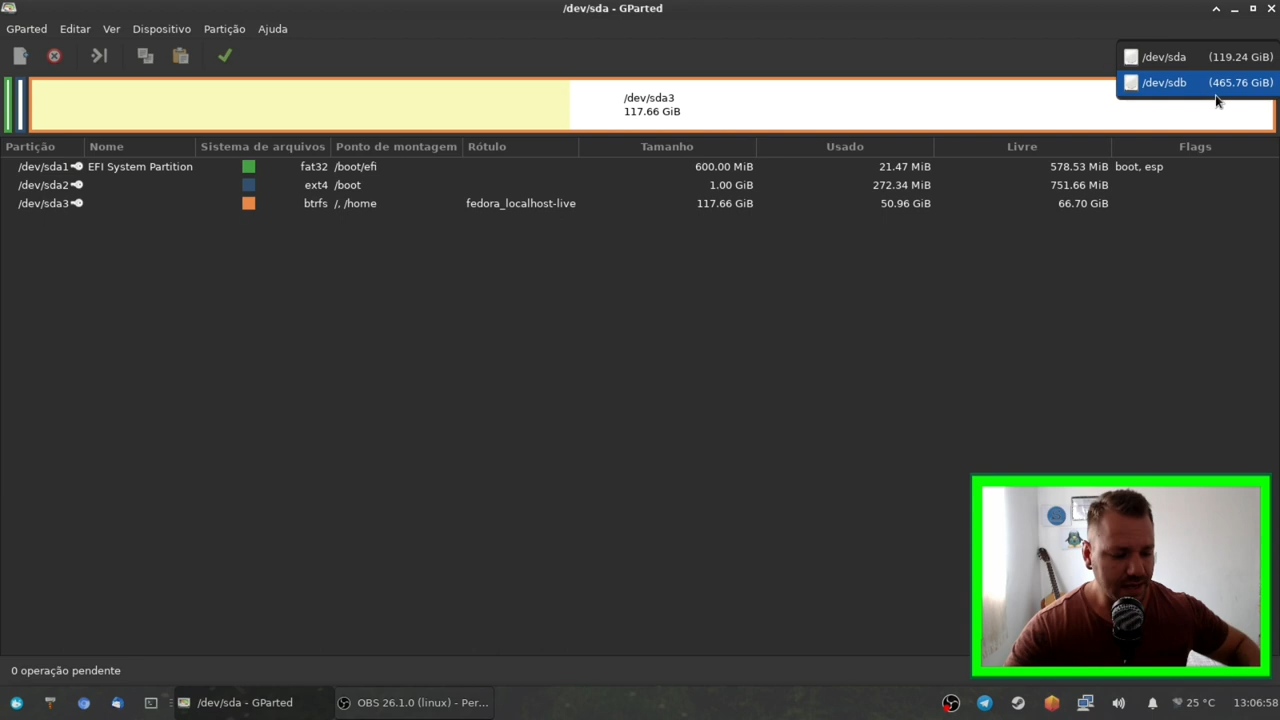 /dev/sda - GParted
GParted Editar Ver Dispositivo Partição Ajuda
/dev/sda (119.24 GiB)
/dev/sdb (465.76 GiB)
/dev/sda3
117.66 GiB
Partição Nome Sistema de arquivos Ponto de montagem Rótulo Tamanho Usado Livre Flags
/dev/sda1 EFI System Partition fat32 /boot/efi 600.00 MiB 21.47 MiB 578.53 MiB boot, esp
/dev/sda2 ext4 /boot 1.00 GiB 272.34 MiB 751.66 MiB
/dev/sda3 btrfs /, /home fedora_localhost-live 117.66 GiB 50.96 GiB 66.70 GiB
0 operação pendente
/dev/sda - GParted OBS 26.1.0 (linux) - Per... 25 °C 13:06:58